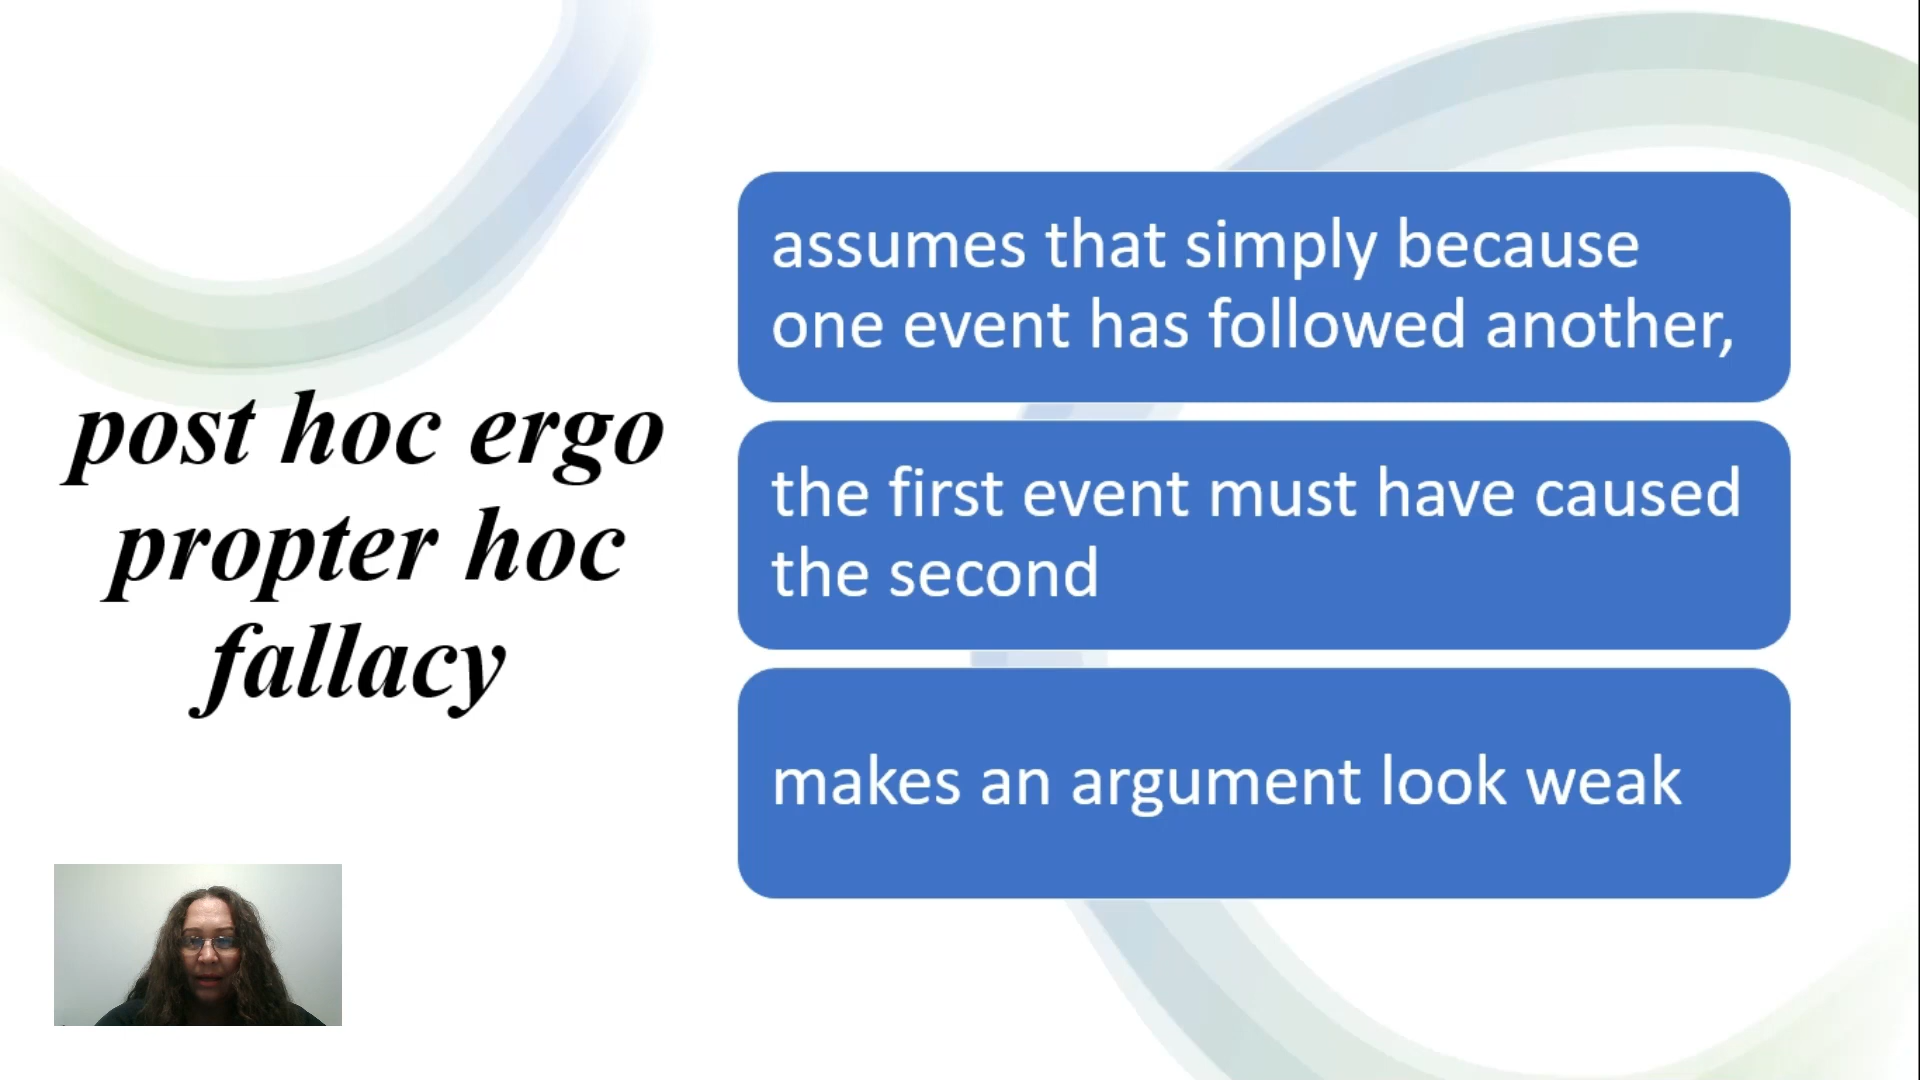 post hoc ergo
propter hoc
fallacy
assumes that simply because
one event has followed another,
the first event must have caused
the second
makes an argument look weak